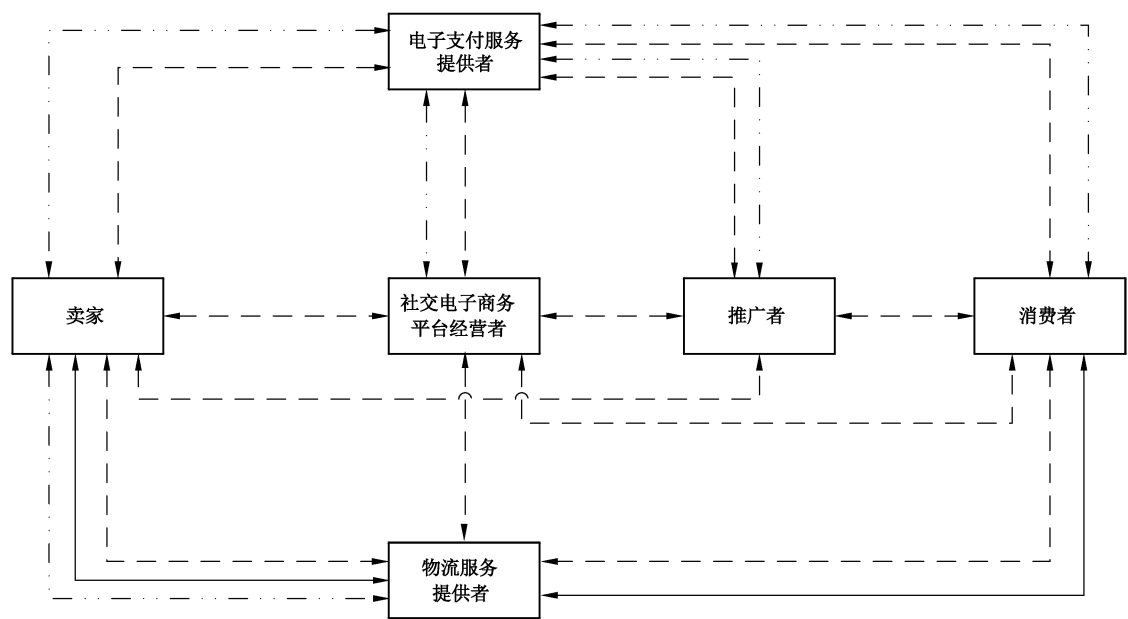 电子支付服务
提供者
卖家
社交电子商务
平台经营者
推广者
消费者
物流服务
提供者